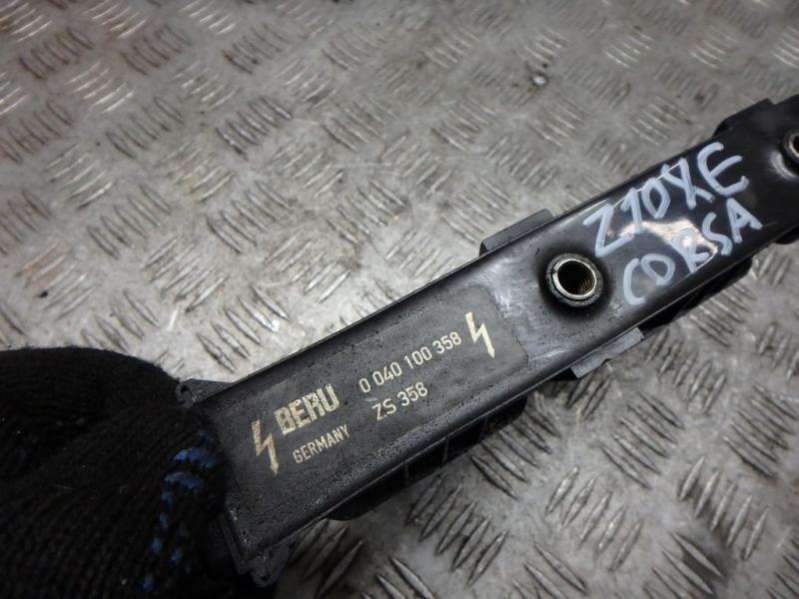 BERU 0 040 100 358
GERMANY ZS 358
Z10XE
CORSA